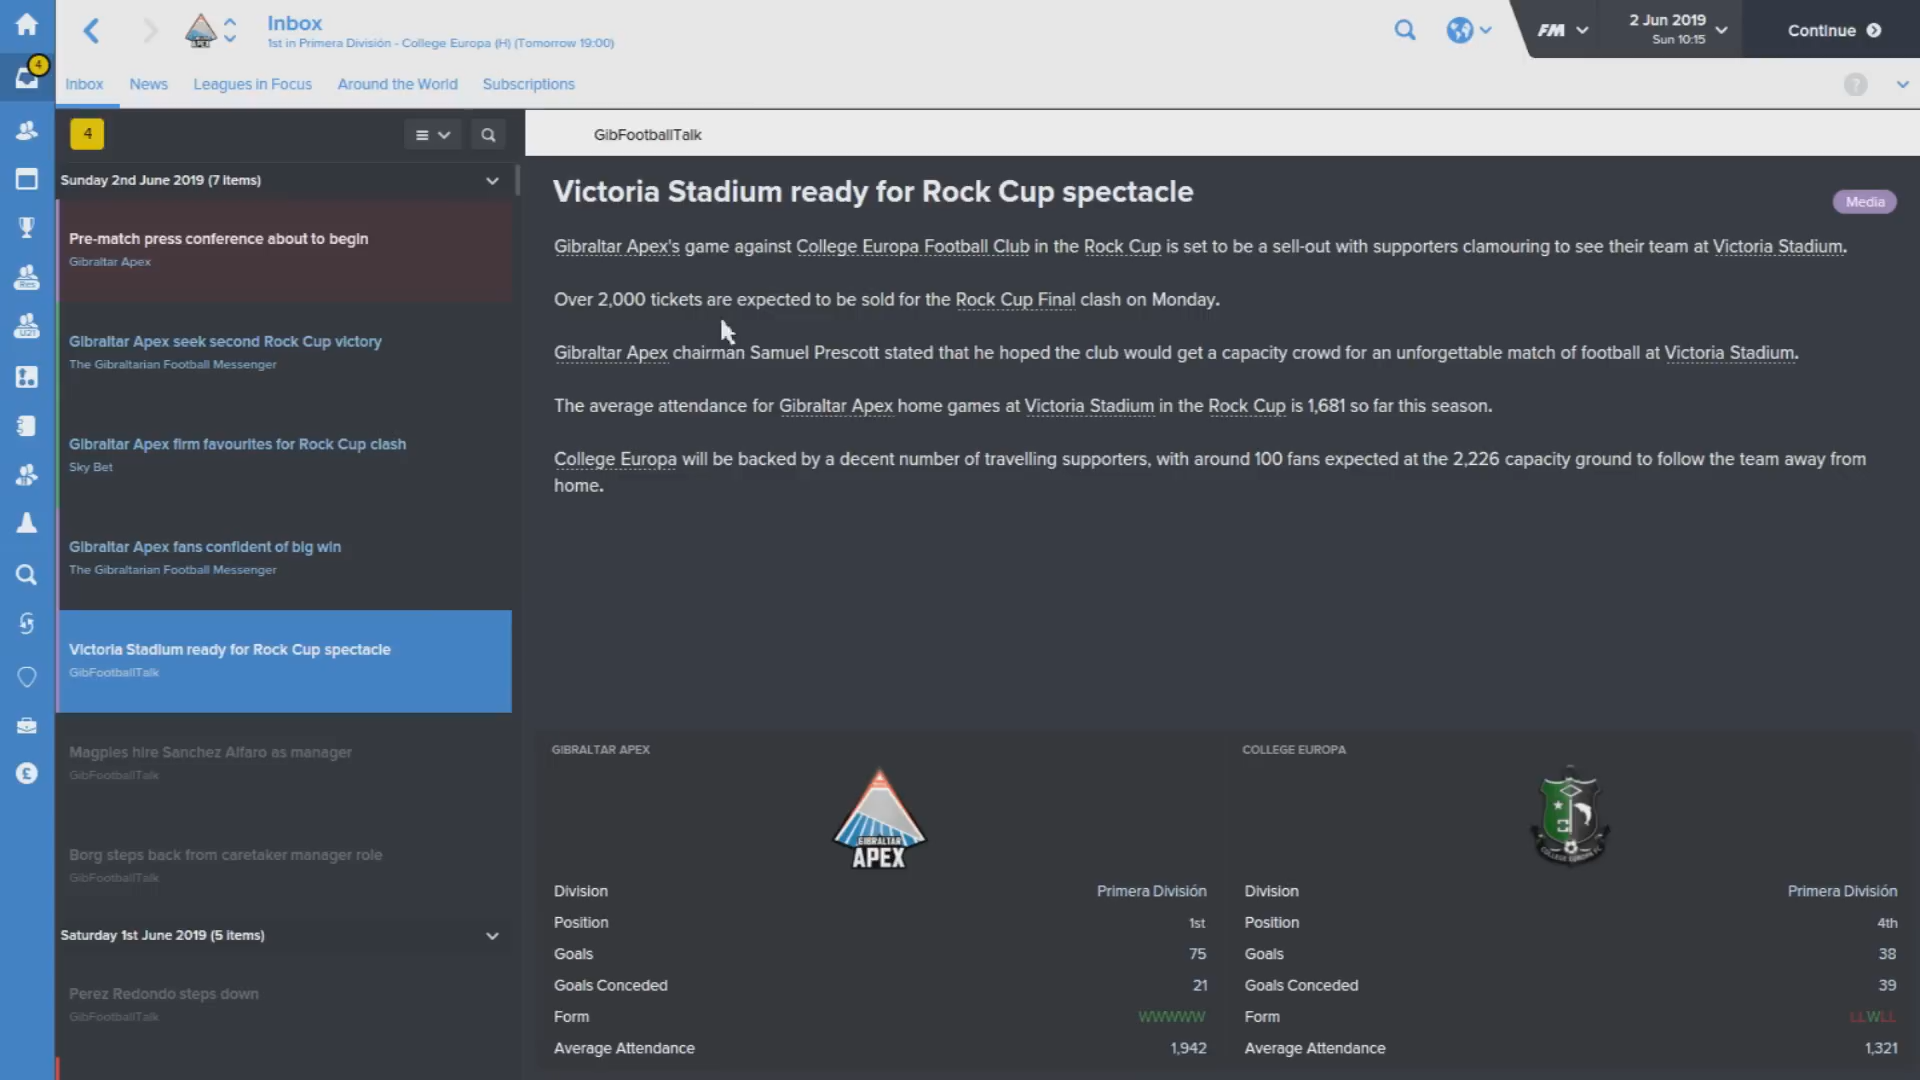 Inbox
1st in Primera División - College Europa (H) (Tomorrow 19:00)
FM
2 Jun 2019
Sun 10:15
Continue
4
Inbox
News
Leagues in Focus
Around the World
Subscriptions
?
4
GibFootballTalk
Sunday 2nd June 2019 (7 items)
Pre-match press conference about to begin
Gibraltar Apex
Gibraltar Apex seek second Rock Cup victory
The Gibraltarian Football Messenger
Gibraltar Apex firm favourites for Rock Cup clash
Sky Bet
Gibraltar Apex fans confident of big win
The Gibraltarian Football Messenger
Victoria Stadium ready for Rock Cup spectacle
GibFootballTalk
Magpies hire Sanchez Alfaro as manager
GibFootballTalk
Borg steps back from caretaker manager role
GibFootballTalk
Saturday 1st June 2019 (5 items)
Perez Redondo steps down
GibFootballTalk
Victoria Stadium ready for Rock Cup spectacle
Media
Gibraltar Apex's game against College Europa Football Club in the Rock Cup is set to be a sell-out with supporters clamouring to see their team at Victoria Stadium.
Over 2,000 tickets are expected to be sold for the Rock Cup Final clash on Monday.
Gibraltar Apex chairman Samuel Prescott stated that he hoped the club would get a capacity crowd for an unforgettable match of football at Victoria Stadium.
The average attendance for Gibraltar Apex home games at Victoria Stadium in the Rock Cup is 1,681 so far this season.
College Europa will be backed by a decent number of travelling supporters, with around 100 fans expected at the 2,226 capacity ground to follow the team away from
home.
GIBRALTAR APEX
GIBRALTAR
APEX
Division Primera División
Position 1st
Goals 75
Goals Conceded 21
Form WWWWW
Average Attendance 1,942
COLLEGE EUROPA
COLLEGE EUROPA FC
Division Primera División
Position 4th
Goals 38
Goals Conceded 39
Form LLWLL
Average Attendance 1,321